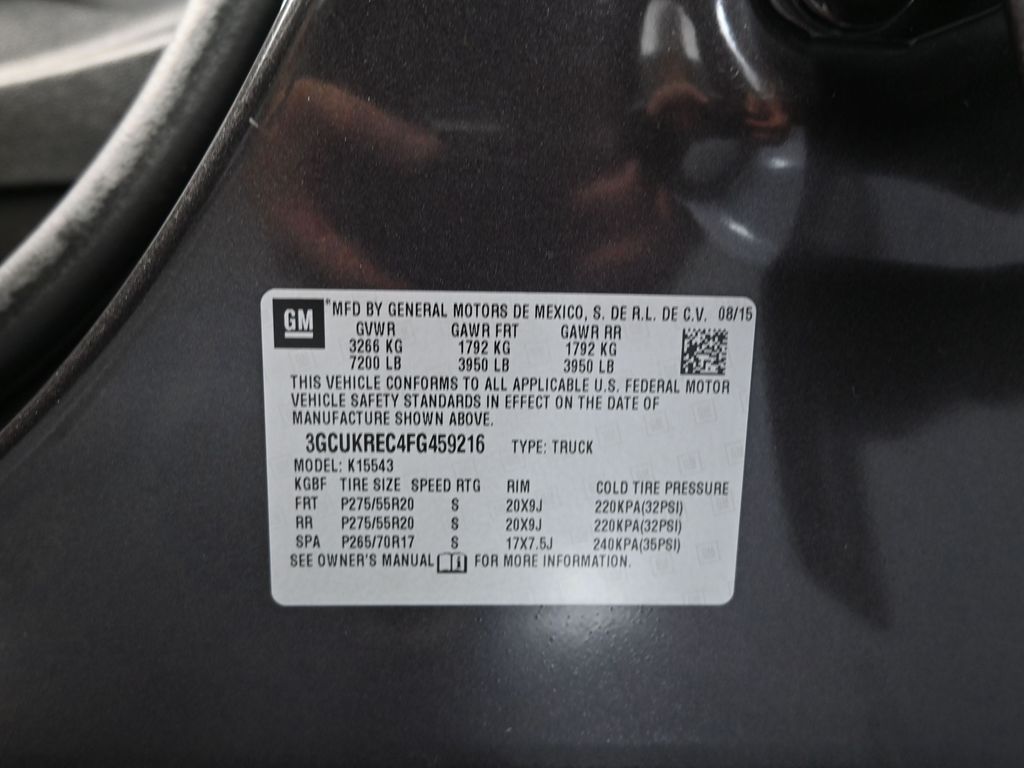 GM ® MFD BY GENERAL MOTORS DE MEXICO, S. DE R.L. DE C.V. 08/15
GVWR GAWR FRT GAWR RR
3266 KG 1792 KG 1792 KG
7200 LB 3950 LB 3950 LB
THIS VEHICLE CONFORMS TO ALL APPLICABLE U.S. FEDERAL MOTOR
VEHICLE SAFETY STANDARDS IN EFFECT ON THE DATE OF
MANUFACTURE SHOWN ABOVE.
3GCUKREC4FG459216 TYPE: TRUCK
MODEL: K15543
KGBF TIRE SIZE SPEED RTG RIM COLD TIRE PRESSURE
FRT P275/55R20 S 20X9J 220KPA(32PSI)
RR P275/55R20 S 20X9J 220KPA(32PSI)
SPA P265/70R17 S 17X7.5J 240KPA(35PSI)
SEE OWNER'S MANUAL FOR MORE INFORMATION.